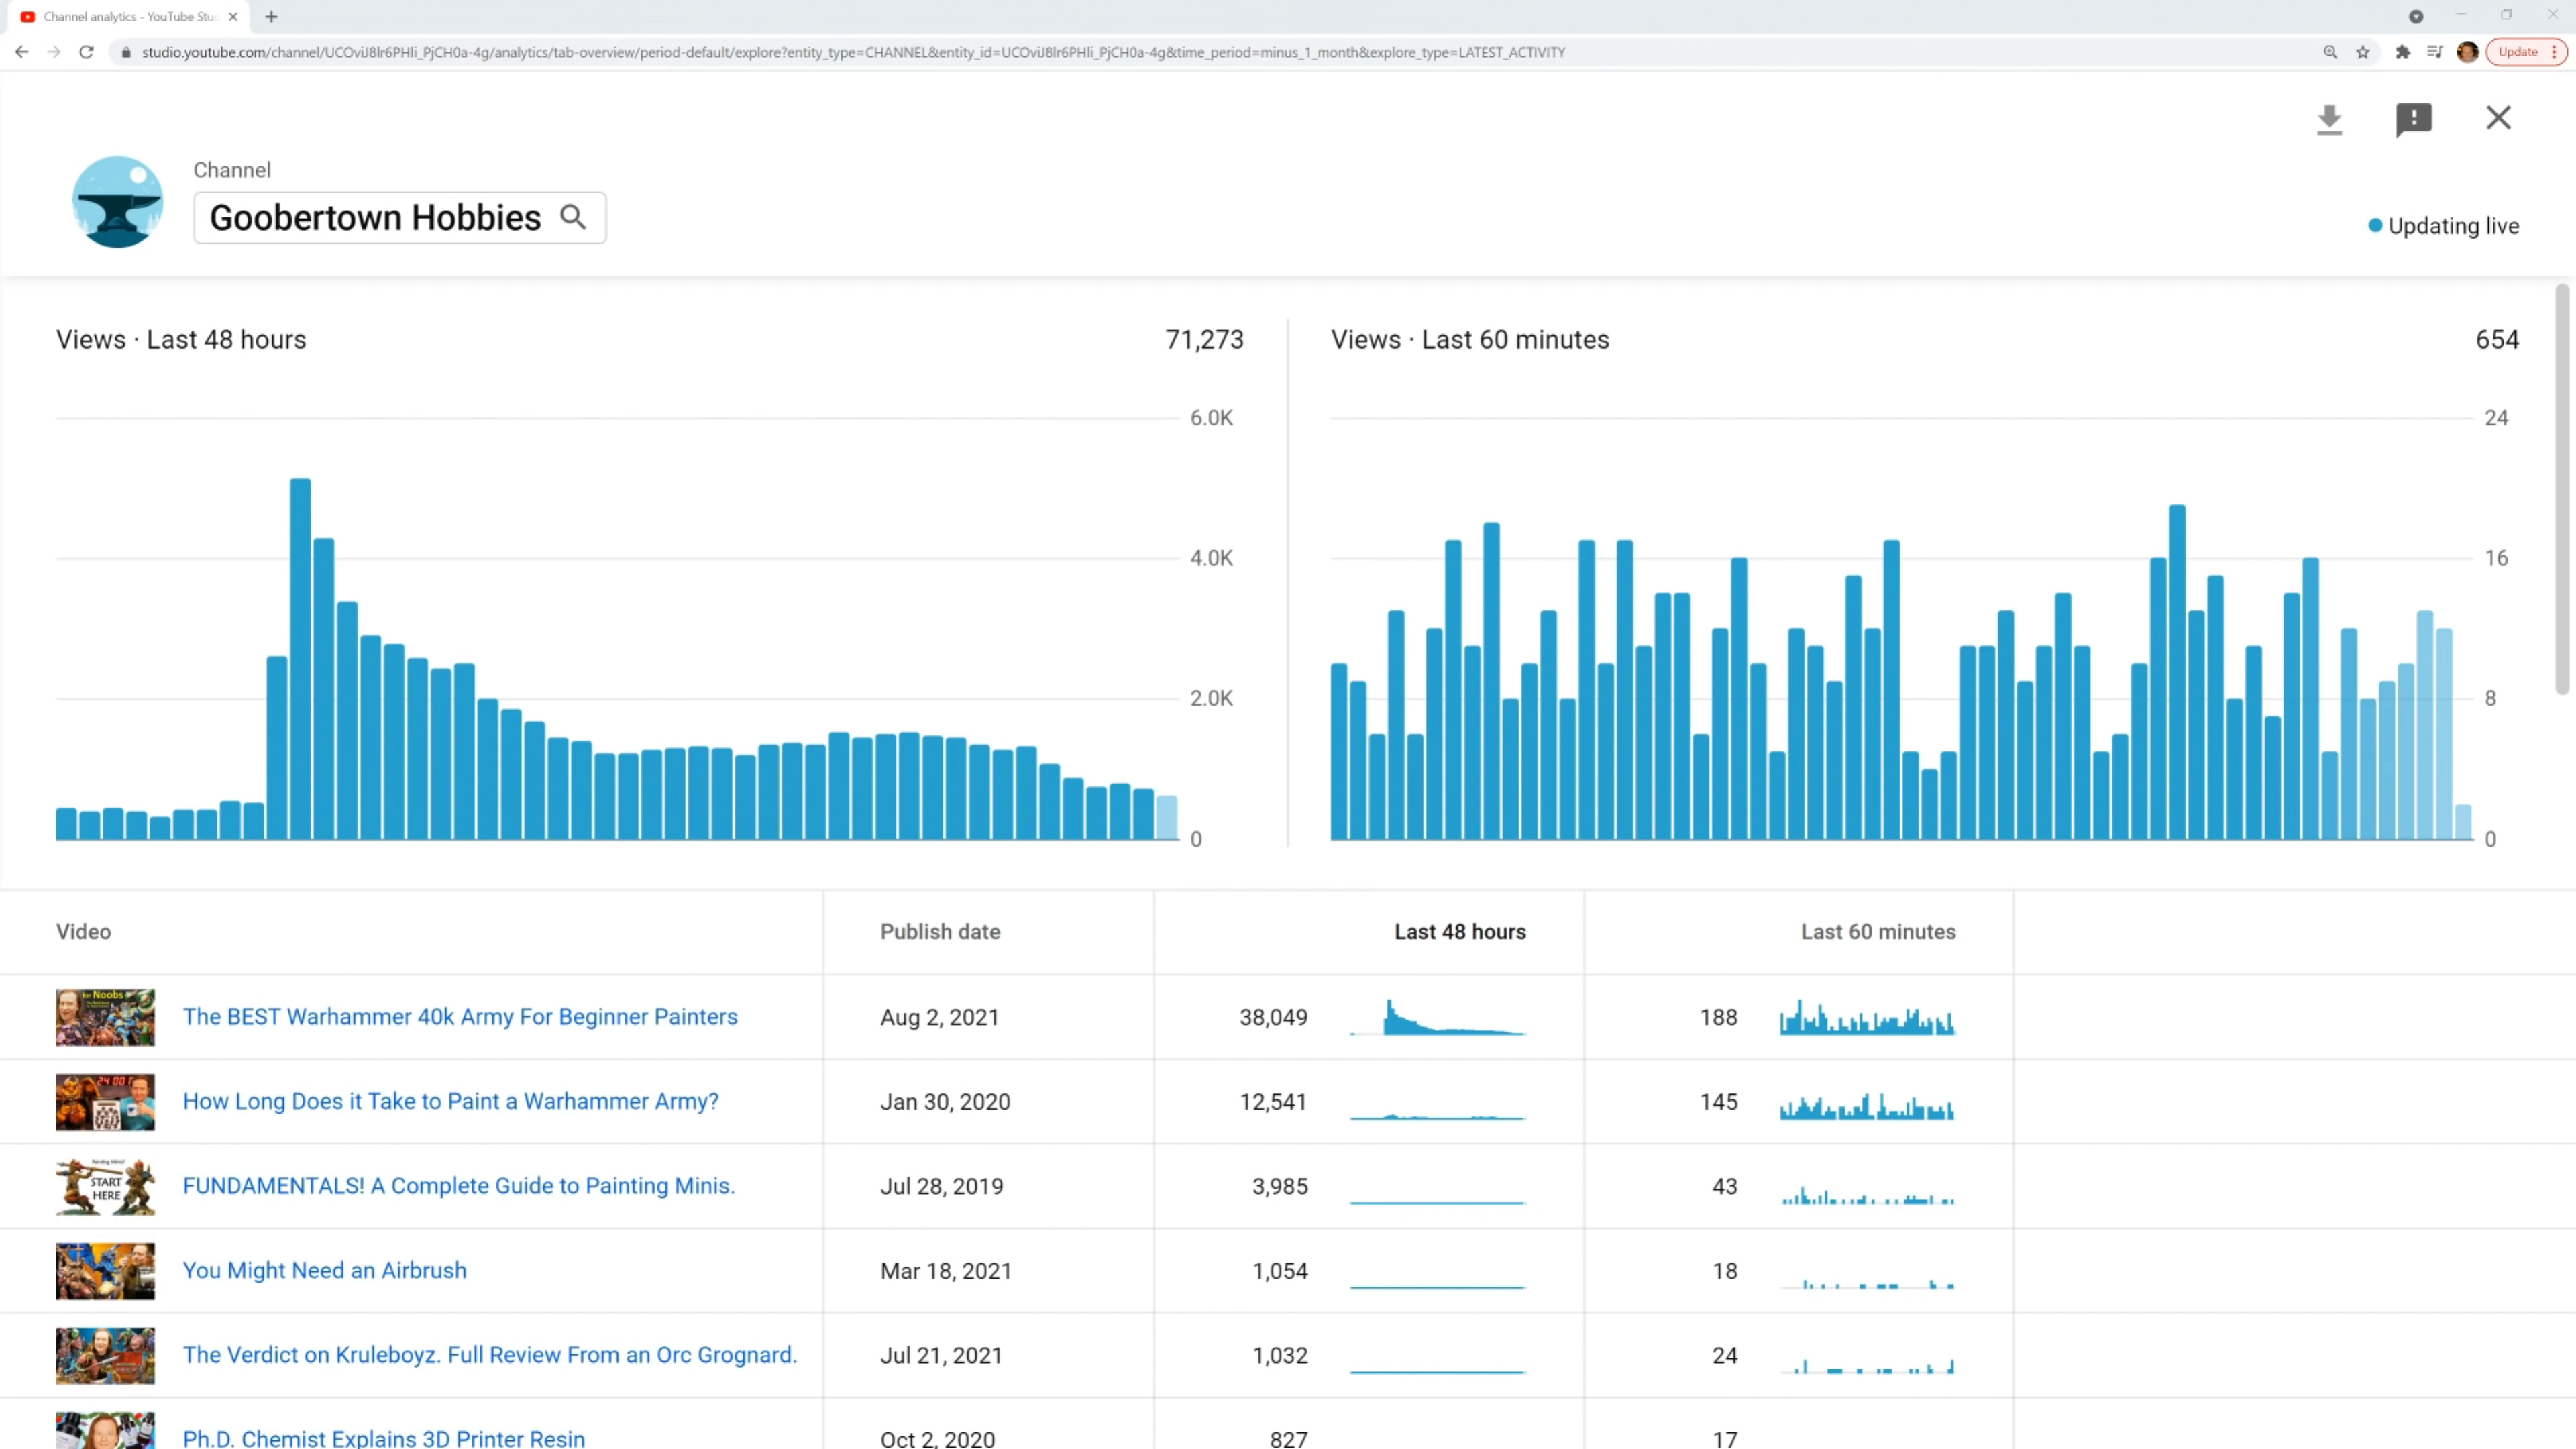 Channel analytics - YouTube Stu
studio.youtube.com/channel/UCOviJ8lr6PHli_PjCH0a-4g/analytics/tab-overview/period-default/explore?entity_type=CHANNEL&entity_id=UCOviJ8lr6PHli_PjCH0a-4g&time_period=minus_1_month&explore_type=LATEST_ACTIVITY
Update
Channel
Goobertown Hobbies
Updating live
Views · Last 48 hours 71,273
Views · Last 60 minutes 654
6.0K
4.0K
2.0K
0
24
16
8
0
Video Publish date Last 48 hours Last 60 minutes
The BEST Warhammer 40k Army For Beginner Painters Aug 2, 2021 38,049 188
How Long Does it Take to Paint a Warhammer Army? Jan 30, 2020 12,541 145
START
HERE
FUNDAMENTALS! A Complete Guide to Painting Minis. Jul 28, 2019 3,985 43
You Might Need an Airbrush Mar 18, 2021 1,054 18
The Verdict on Kruleboyz. Full Review From an Orc Grognard. Jul 21, 2021 1,032 24
Ph.D. Chemist Explains 3D Printer Resin Oct 2, 2020 827 17